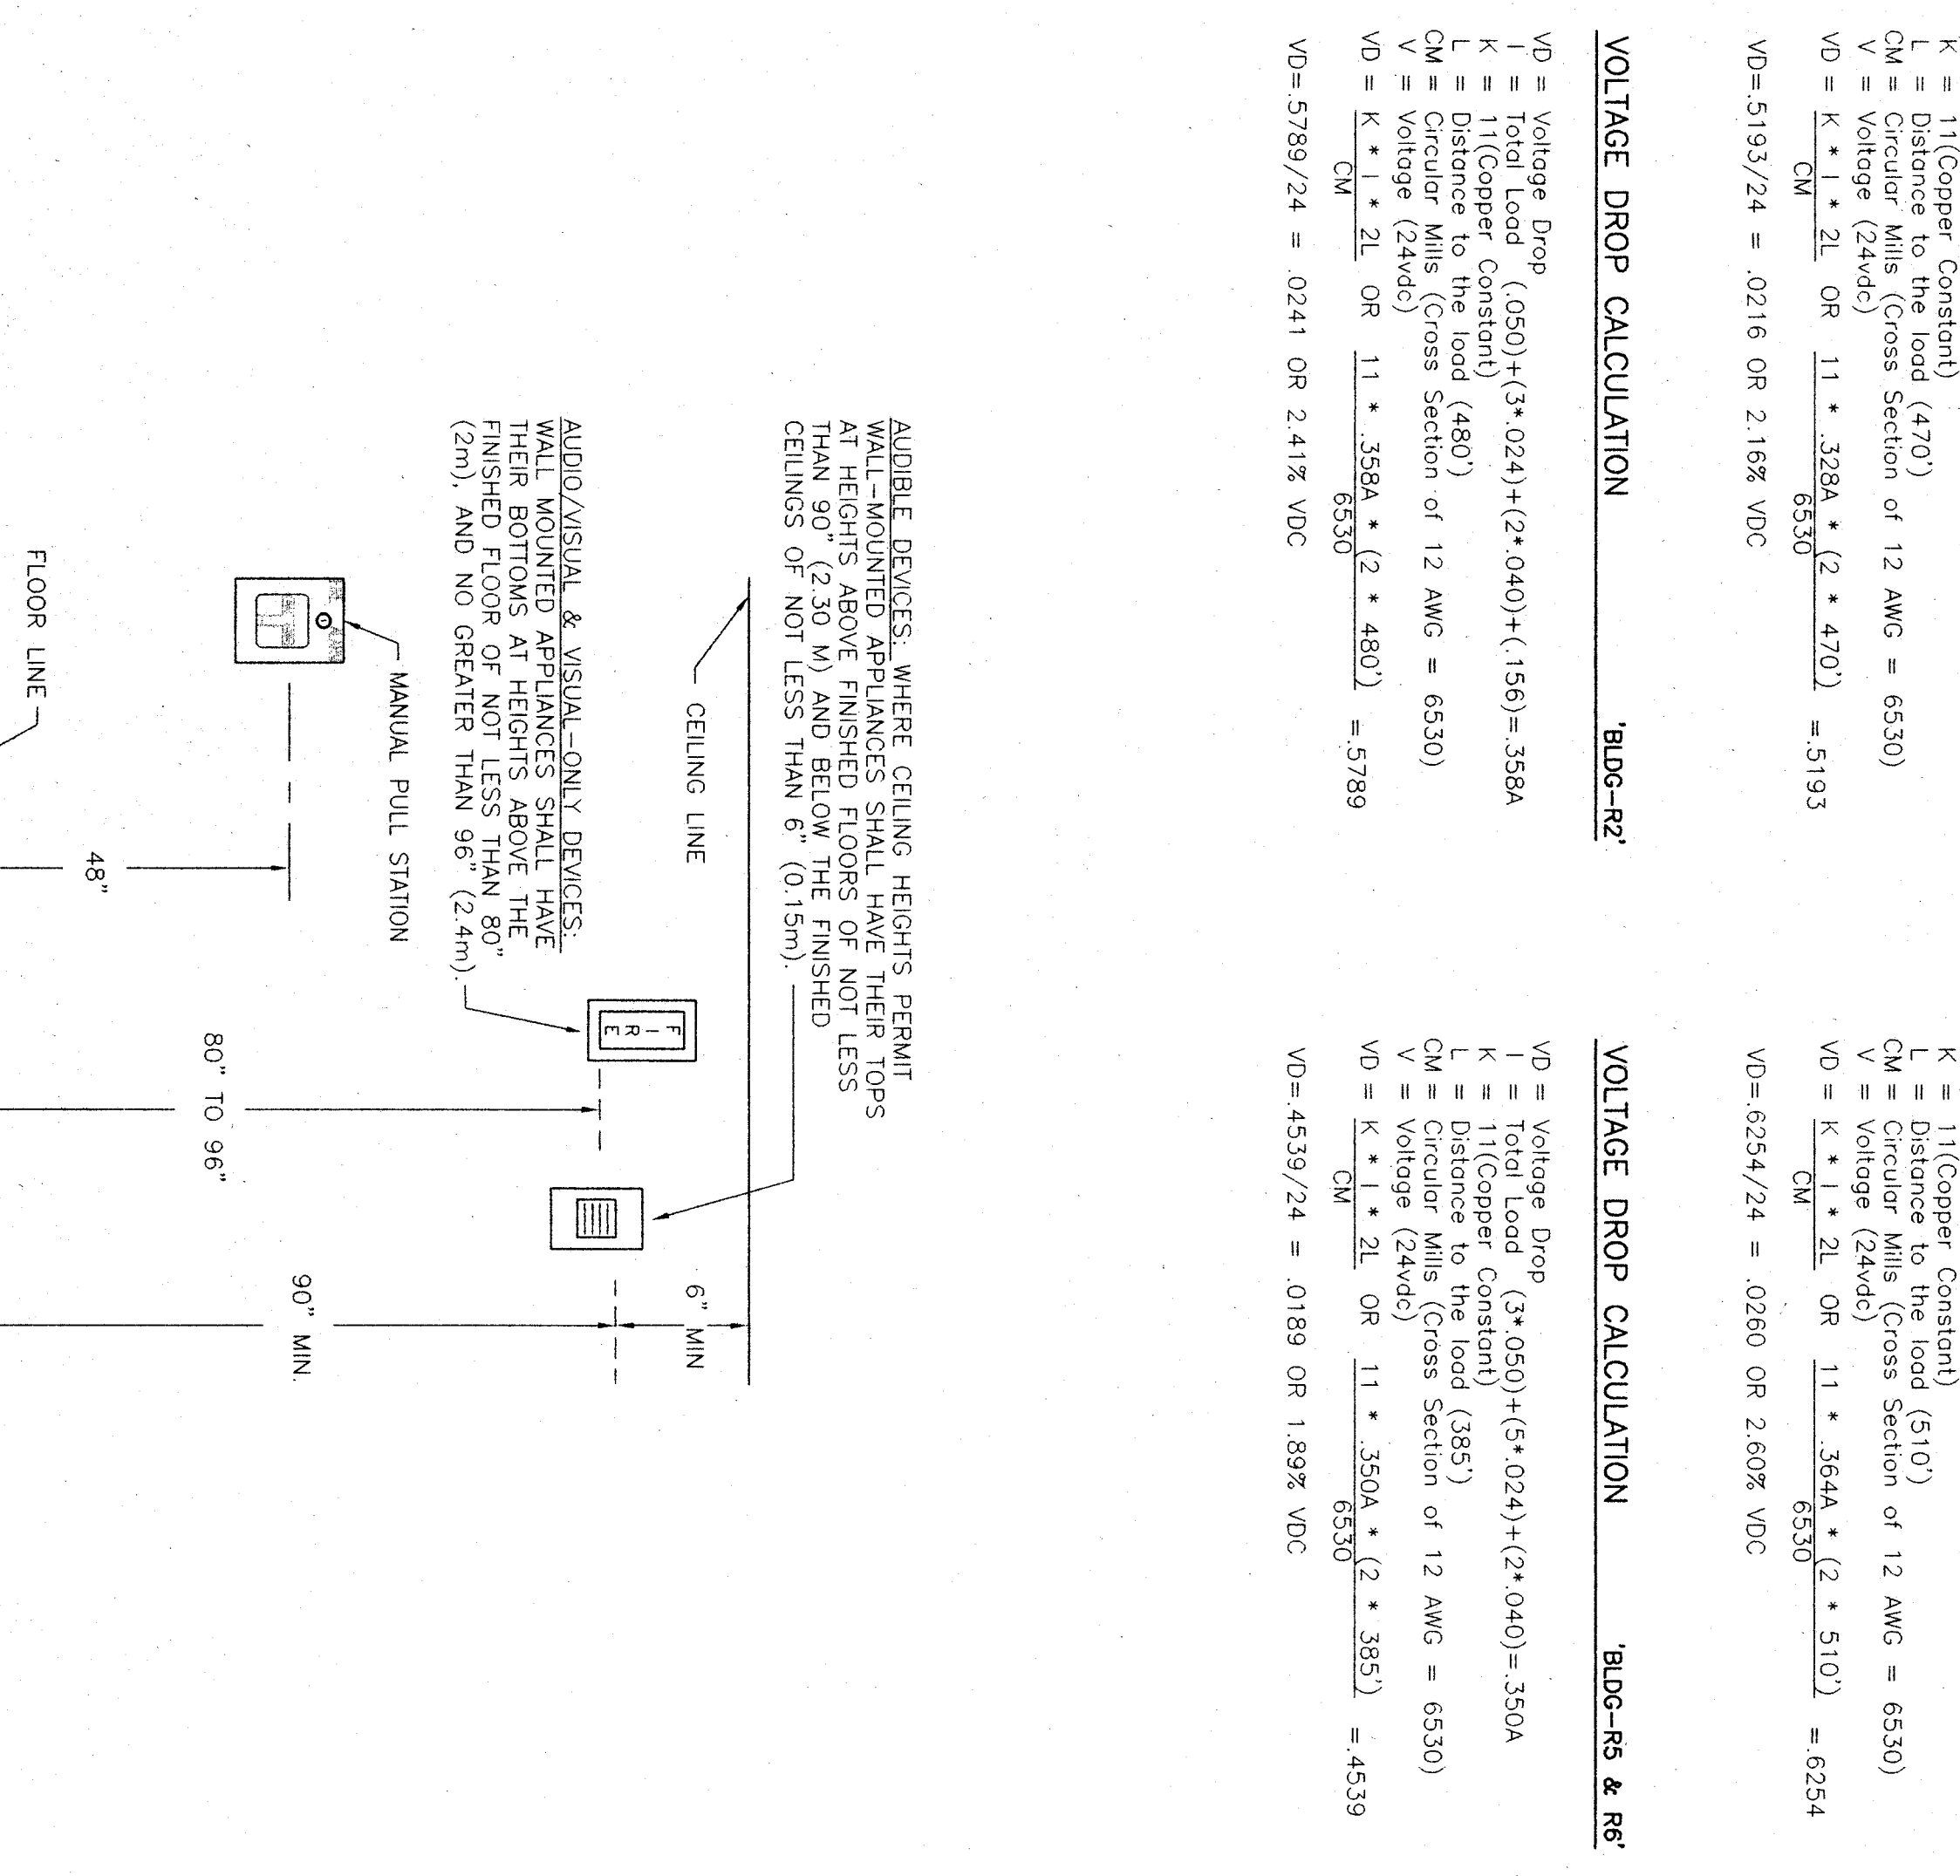 K = 11(Copper Constant)
L = Distance to the load (470')
CM = Circular Mills (Cross Section of 12 AWG = 6530)
V = Voltage (24vdc)
VD = K * I * 2L OR 11 * .328A * (2 * 470') =.5193
CM 6530
VD=.5193/24 = .0216 OR 2.16% VDC
VOLTAGE DROP CALCULATION 'BLDG-R2'
VD = Voltage Drop
I = Total Load (.050)+(3*.024)+(2*.040)+(.156)=.358A
K = 11(Copper Constant)
L = Distance to the load (480')
CM = Circular Mills (Cross Section of 12 AWG = 6530)
V = Voltage (24vdc)
VD = K * I * 2L OR 11 * .358A * (2 * 480') =.5789
CM 6530
VD=.5789/24 = .0241 OR 2.41% VDC
K = 11(Copper Constant)
L = Distance to the load (510')
CM = Circular Mills (Cross Section of 12 AWG = 6530)
V = Voltage (24vdc)
VD = K * I * 2L OR 11 * .364A * (2 * 510') =.6254
CM 6530
VD=.6254/24 = .0260 OR 2.60% VDC
VOLTAGE DROP CALCULATION 'BLDG-R5 & R6'
VD = Voltage Drop
I = Total Load (3*.050)+(5*.024)+(2*.040)=.350A
K = 11(Copper Constant)
L = Distance to the load (385')
CM = Circular Mills (Cross Section of 12 AWG = 6530)
V = Voltage (24vdc)
VD = K * I * 2L OR 11 * .350A * (2 * 385') =.4539
CM 6530
VD=.4539/24 = .0189 OR 1.89% VDC
AUDIBLE DEVICES: WHERE CEILING HEIGHTS PERMIT
WALL-MOUNTED APPLIANCES SHALL HAVE THEIR TOPS
AT HEIGHTS ABOVE FINISHED FLOORS OF NOT LESS
THAN 90" (2.30 M) AND BELOW THE FINISHED
CEILINGS OF NOT LESS THAN 6" (0.15m).
CEILING LINE
6" MIN
AUDIO/VISUAL & VISUAL-ONLY DEVICES:
WALL MOUNTED APPLIANCES SHALL HAVE
THEIR BOTTOMS AT HEIGHTS ABOVE THE
FINISHED FLOOR OF NOT LESS THAN 80"
(2m), AND NO GREATER THAN 96" (2.4m).
F
I
R
E
MANUAL PULL STATION
90" MIN.
80" TO 96"
48"
FLOOR LINE